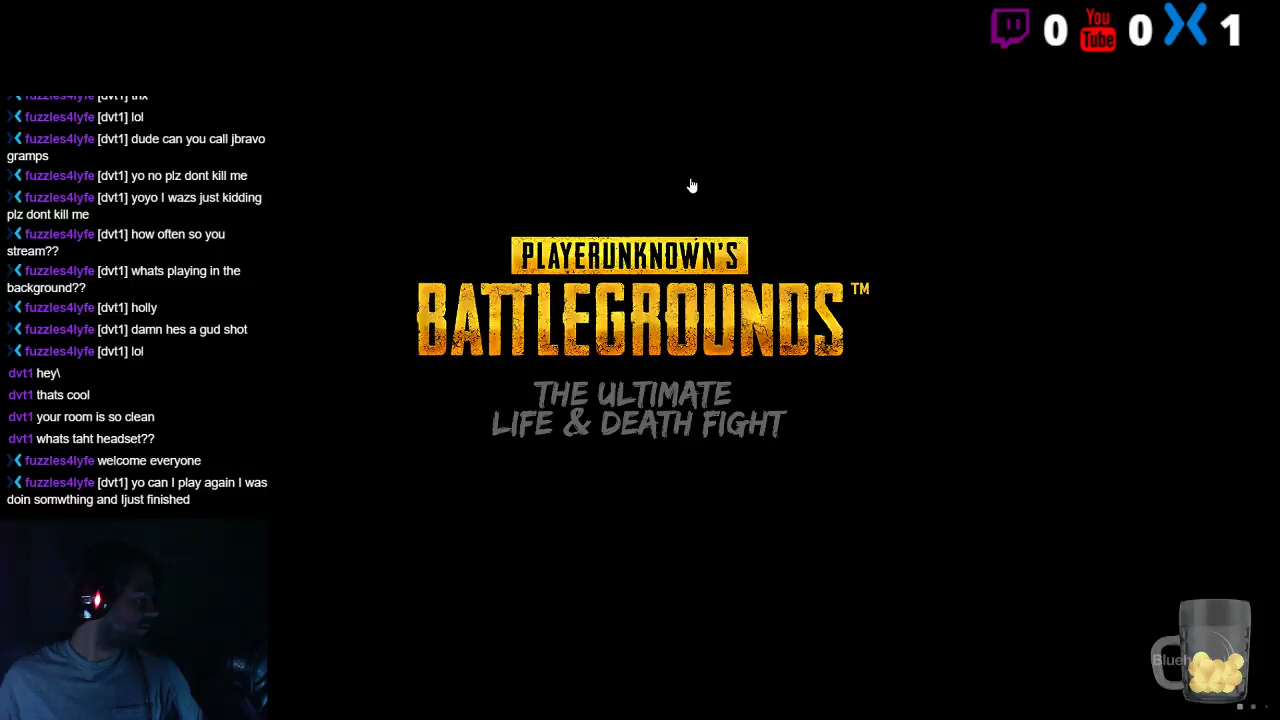 You
Tube
0 0 1
fuzzles4lyfe [dvt1] thx
fuzzles4lyfe [dvt1] lol
fuzzles4lyfe [dvt1] dude can you call jbravo
gramps
fuzzles4lyfe [dvt1] yo no plz dont kill me
fuzzles4lyfe [dvt1] yoyo I wazs just kidding
plz dont kill me
fuzzles4lyfe [dvt1] how often so you
stream??
fuzzles4lyfe [dvt1] whats playing in the
background??
fuzzles4lyfe [dvt1] holly
fuzzles4lyfe [dvt1] damn hes a gud shot
fuzzles4lyfe [dvt1] lol
dvt1 hey\
dvt1 thats cool
dvt1 your room is so clean
dvt1 whats taht headset??
fuzzles4lyfe welcome everyone
fuzzles4lyfe [dvt1] yo can I play again I was
doin somwthing and Ijust finished
PLAYERUNKNOWN'S
BATTLEGROUNDS™
THE ULTIMATE
LIFE & DEATH FIGHT